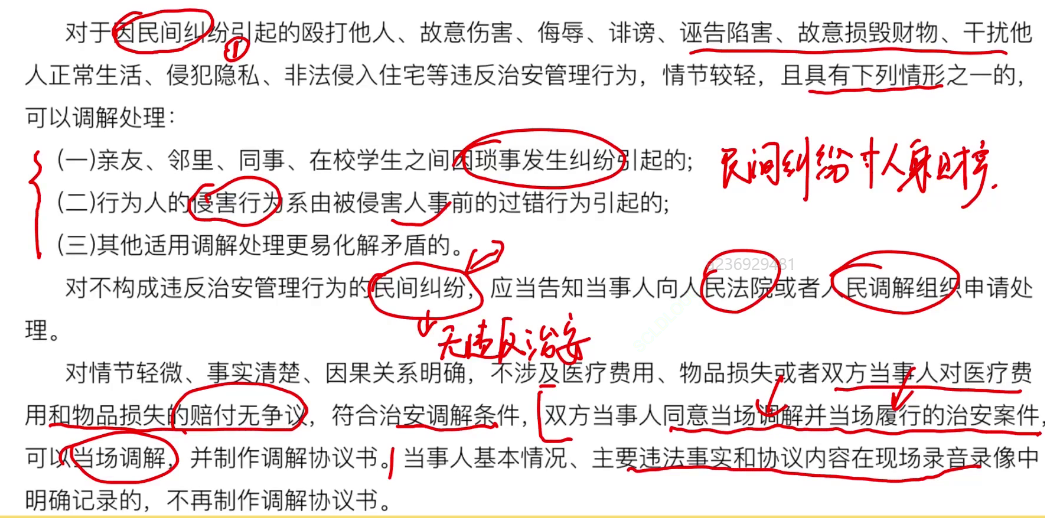 对于因民间纠纷引起的殴打他人、故意伤害、侮辱、诽谤、诬告陷害、故意损毁财物、干扰他
①
人正常生活、侵犯隐私、非法侵入住宅等违反治安管理行为，情节较轻，且具有下列情形之一的，
可以调解处理：
(一)亲友、邻里、同事、在校学生之间因琐事发生纠纷引起的；
民间纠纷 寸人身财产
(二)行为人的侵害行为系由被侵害人事前的过错行为引起的；
(三)其他适用调解处理更易化解矛盾的。
对不构成违反治安管理行为的民间纠纷，应当告知当事人向人民法院或者人民调解组织申请处
理。
无违反治安
对情节轻微、事实清楚、因果关系明确，不涉及医疗费用、物品损失或者双方当事人对医疗费
用和物品损失的赔付无争议，符合治安调解条件，双方当事人同意当场调解并当场履行的治安案件，
可以当场调解，并制作调解协议书。当事人基本情况、主要违法事实和协议内容在现场录音录像中
明确记录的，不再制作调解协议书。